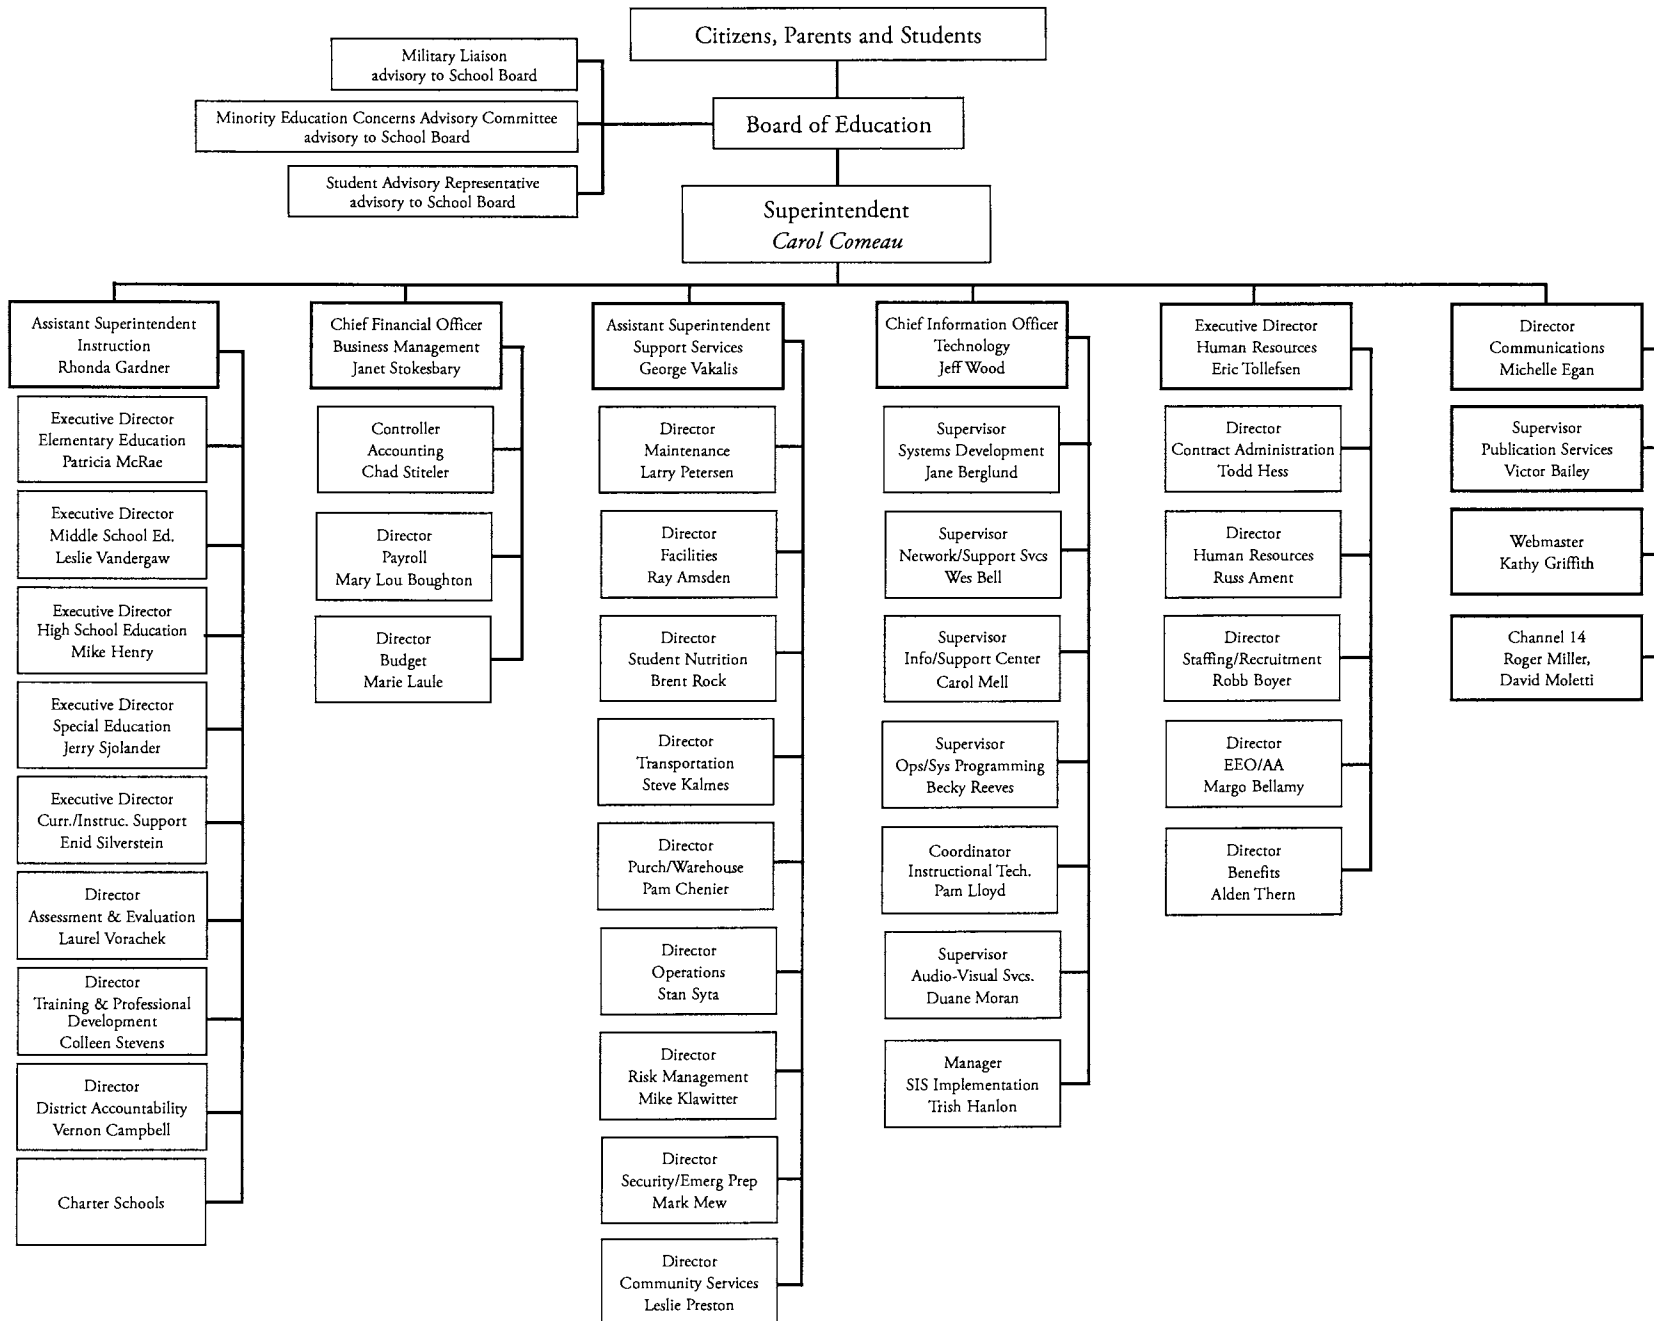 Citizens, Parents and Students
Military Liaison
advisory to School Board
Minority Education Concerns Advisory Committee
advisory to School Board
Board of Education
Student Advisory Representative
advisory to School Board
Superintendent
Carol Comeau
Assistant Superintendent
Instruction
Rhonda Gardner
Executive Director
Elementary Education
Patricia McRae
Executive Director
Middle School Ed.
Leslie Vandergaw
Executive Director
High School Education
Mike Henry
Executive Director
Special Education
Jerry Sjolander
Executive Director
Curr./Instruc. Support
Enid Silverstein
Director
Assessment & Evaluation
Laurel Vorachek
Director
Training & Professional
Development
Colleen Stevens
Director
District Accountability
Vernon Campbell
Charter Schools
Chief Financial Officer
Business Management
Janet Stokesbary
Controller
Accounting
Chad Stiteler
Director
Payroll
Mary Lou Boughton
Director
Budget
Marie Laule
Assistant Superintendent
Support Services
George Vakalis
Director
Maintenance
Larry Petersen
Director
Facilities
Ray Amsden
Director
Student Nutrition
Brent Rock
Director
Transportation
Steve Kalmes
Director
Purch/Warehouse
Pam Chenier
Director
Operations
Stan Syta
Director
Risk Management
Mike Klawitter
Director
Security/Emerg Prep
Mark Mew
Director
Community Services
Leslie Preston
Chief Information Officer
Technology
Jeff Wood
Supervisor
Systems Development
Jane Berglund
Supervisor
Network/Support Svcs
Wes Bell
Supervisor
Info/Support Center
Carol Mell
Supervisor
Ops/Sys Programming
Becky Reeves
Coordinator
Instructional Tech.
Pam Lloyd
Supervisor
Audio-Visual Svcs.
Duane Moran
Manager
SIS Implementation
Trish Hanlon
Executive Director
Human Resources
Eric Tollefsen
Director
Contract Administration
Todd Hess
Director
Human Resources
Russ Ament
Director
Staffing/Recruitment
Robb Boyer
Director
EEO/AA
Margo Bellamy
Director
Benefits
Alden Thern
Director
Communications
Michelle Egan
Supervisor
Publication Services
Victor Bailey
Webmaster
Kathy Griffith
Channel 14
Roger Miller,
David Moletti